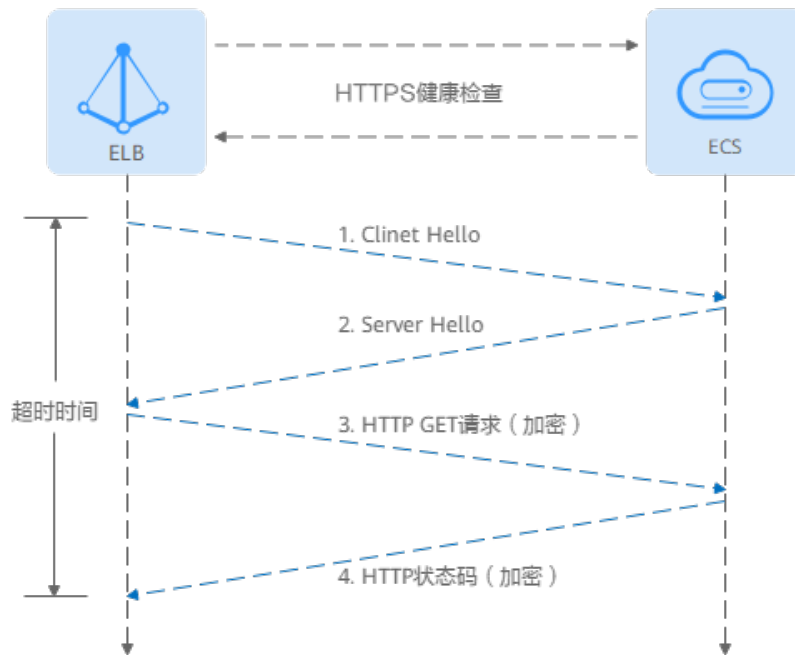 HTTPS健康检查
ELB
ECS
1. Clinet Hello
2. Server Hello
超时时间
3. HTTP GET请求（加密）
4. HTTP状态码（加密）